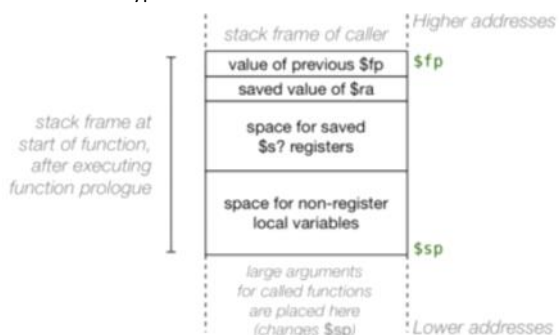 stack frame of caller
Higher addresses
value of previous $fp
$fp
saved value of $ra
stack frame at
start of function,
after executing
function prologue
space for saved
$s? registers
space for non-register
local variables
$sp
large arguments
for called functions
are placed here
(changes $sp)
Lower addresses